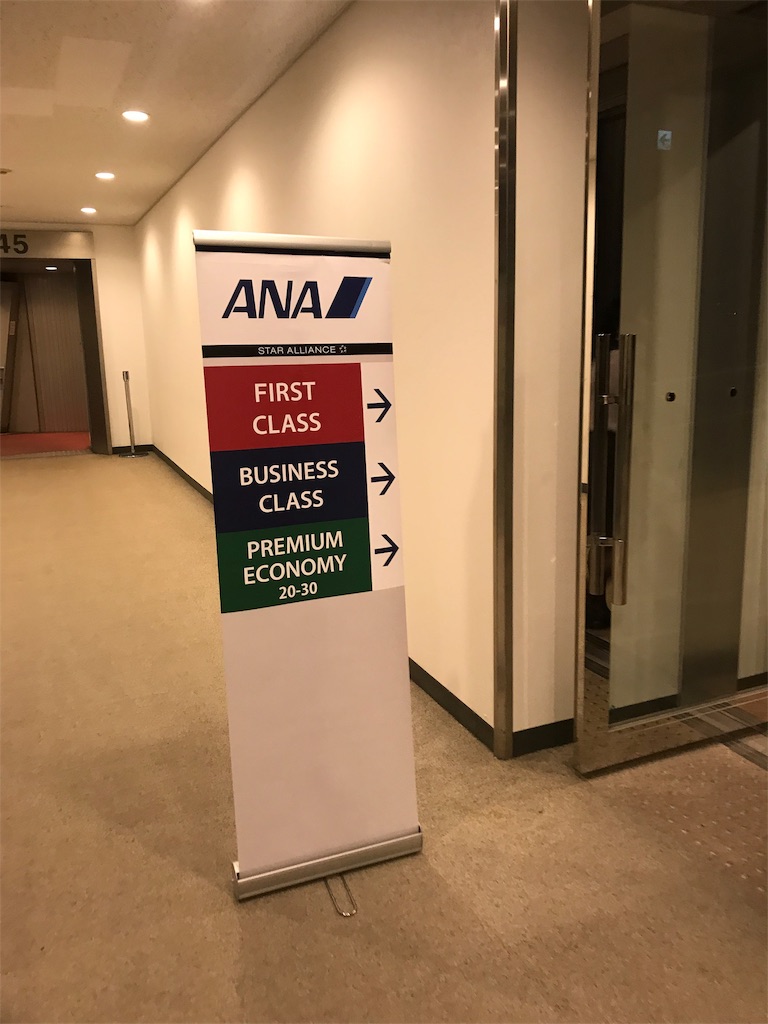 45
ANA
STAR ALLIANCE
FIRST
CLASS
BUSINESS
CLASS
PREMIUM
ECONOMY
20-30